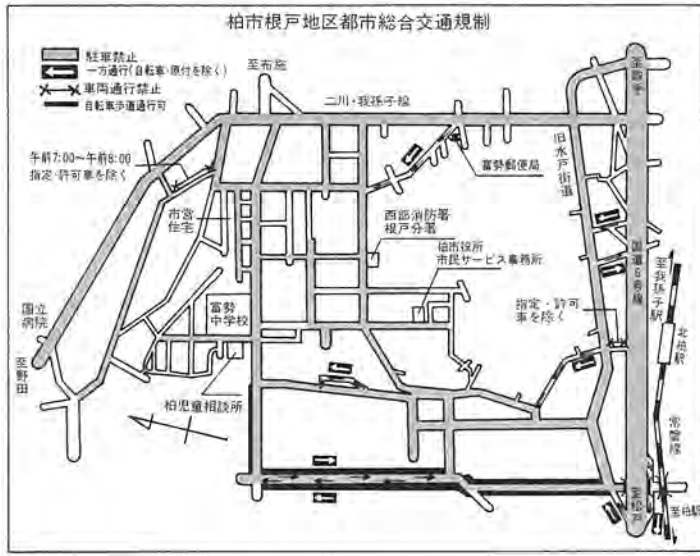 柏市根戸地区都市総合交通規制
駐車禁止
一方通行(自転車・原付を除く)
車両通行禁止
自転車歩道通行可
至布施
二川・我孫子線
至取手
午前7:00〜午前8:00
指定・許可車を除く
富勢郵便局
旧水戸街道
市営
住宅
西部消防署
根戸分署
柏市役所
市民サービス事務所
国道6号線
至我孫子駅
国立
病院
富勢
中学校
指定・許可
車を除く
北柏駅
至野田
柏児童相談所
常磐線
至松戸
至柏駅